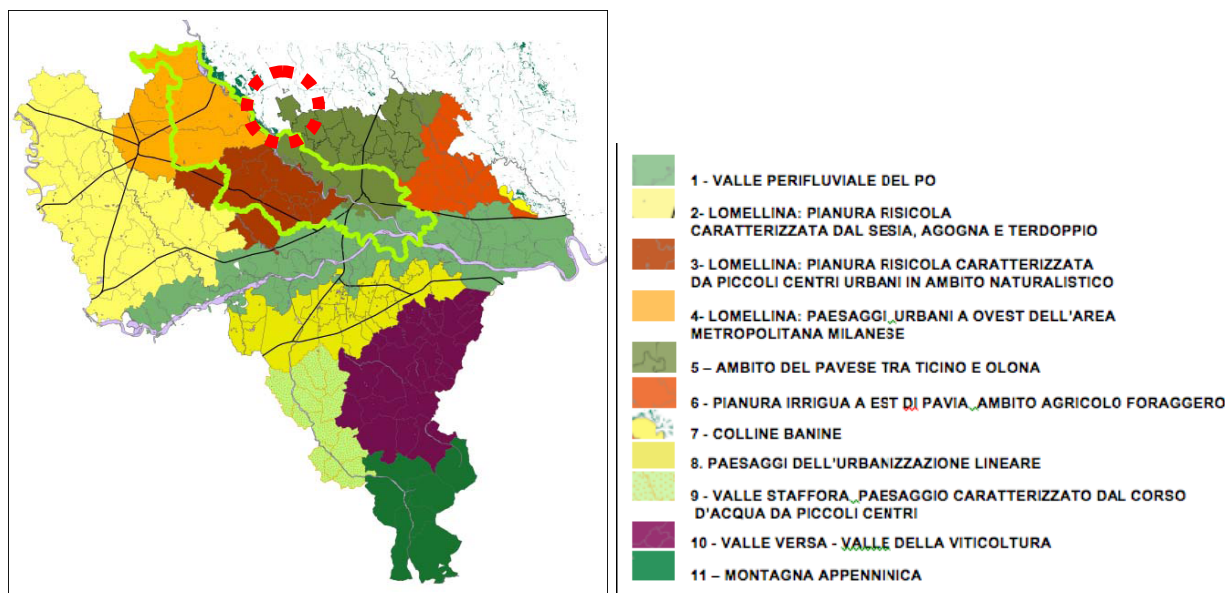 1 - VALLE PERIFLUVIALE DEL PO
2- LOMELLINA: PIANURA RISICOLA
CARATTERIZZATA DAL SESIA, AGOGNA E TERDOPPIO
3- LOMELLINA: PIANURA RISICOLA CARATTERIZZATA
DA PICCOLI CENTRI URBANI IN AMBITO NATURALISTICO
4- LOMELLINA: PAESAGGI URBANI A OVEST DELL'AREA
METROPOLITANA MILANESE
5 – AMBITO DEL PAVESE TRA TICINO E OLONA
6 - PIANURA IRRIGUA A EST DI PAVIA AMBITO AGRICOLO FORAGGERO
7 - COLLINE BANINE
8. PAESAGGI DELL'URBANIZZAZIONE LINEARE
9 - VALLE STAFFORA PAESAGGIO CARATTERIZZATO DAL CORSO
D'ACQUA DA PICCOLI CENTRI
10 - VALLE VERSA - VALLE DELLA VITICOLTURA
11 – MONTAGNA APPENNINICA